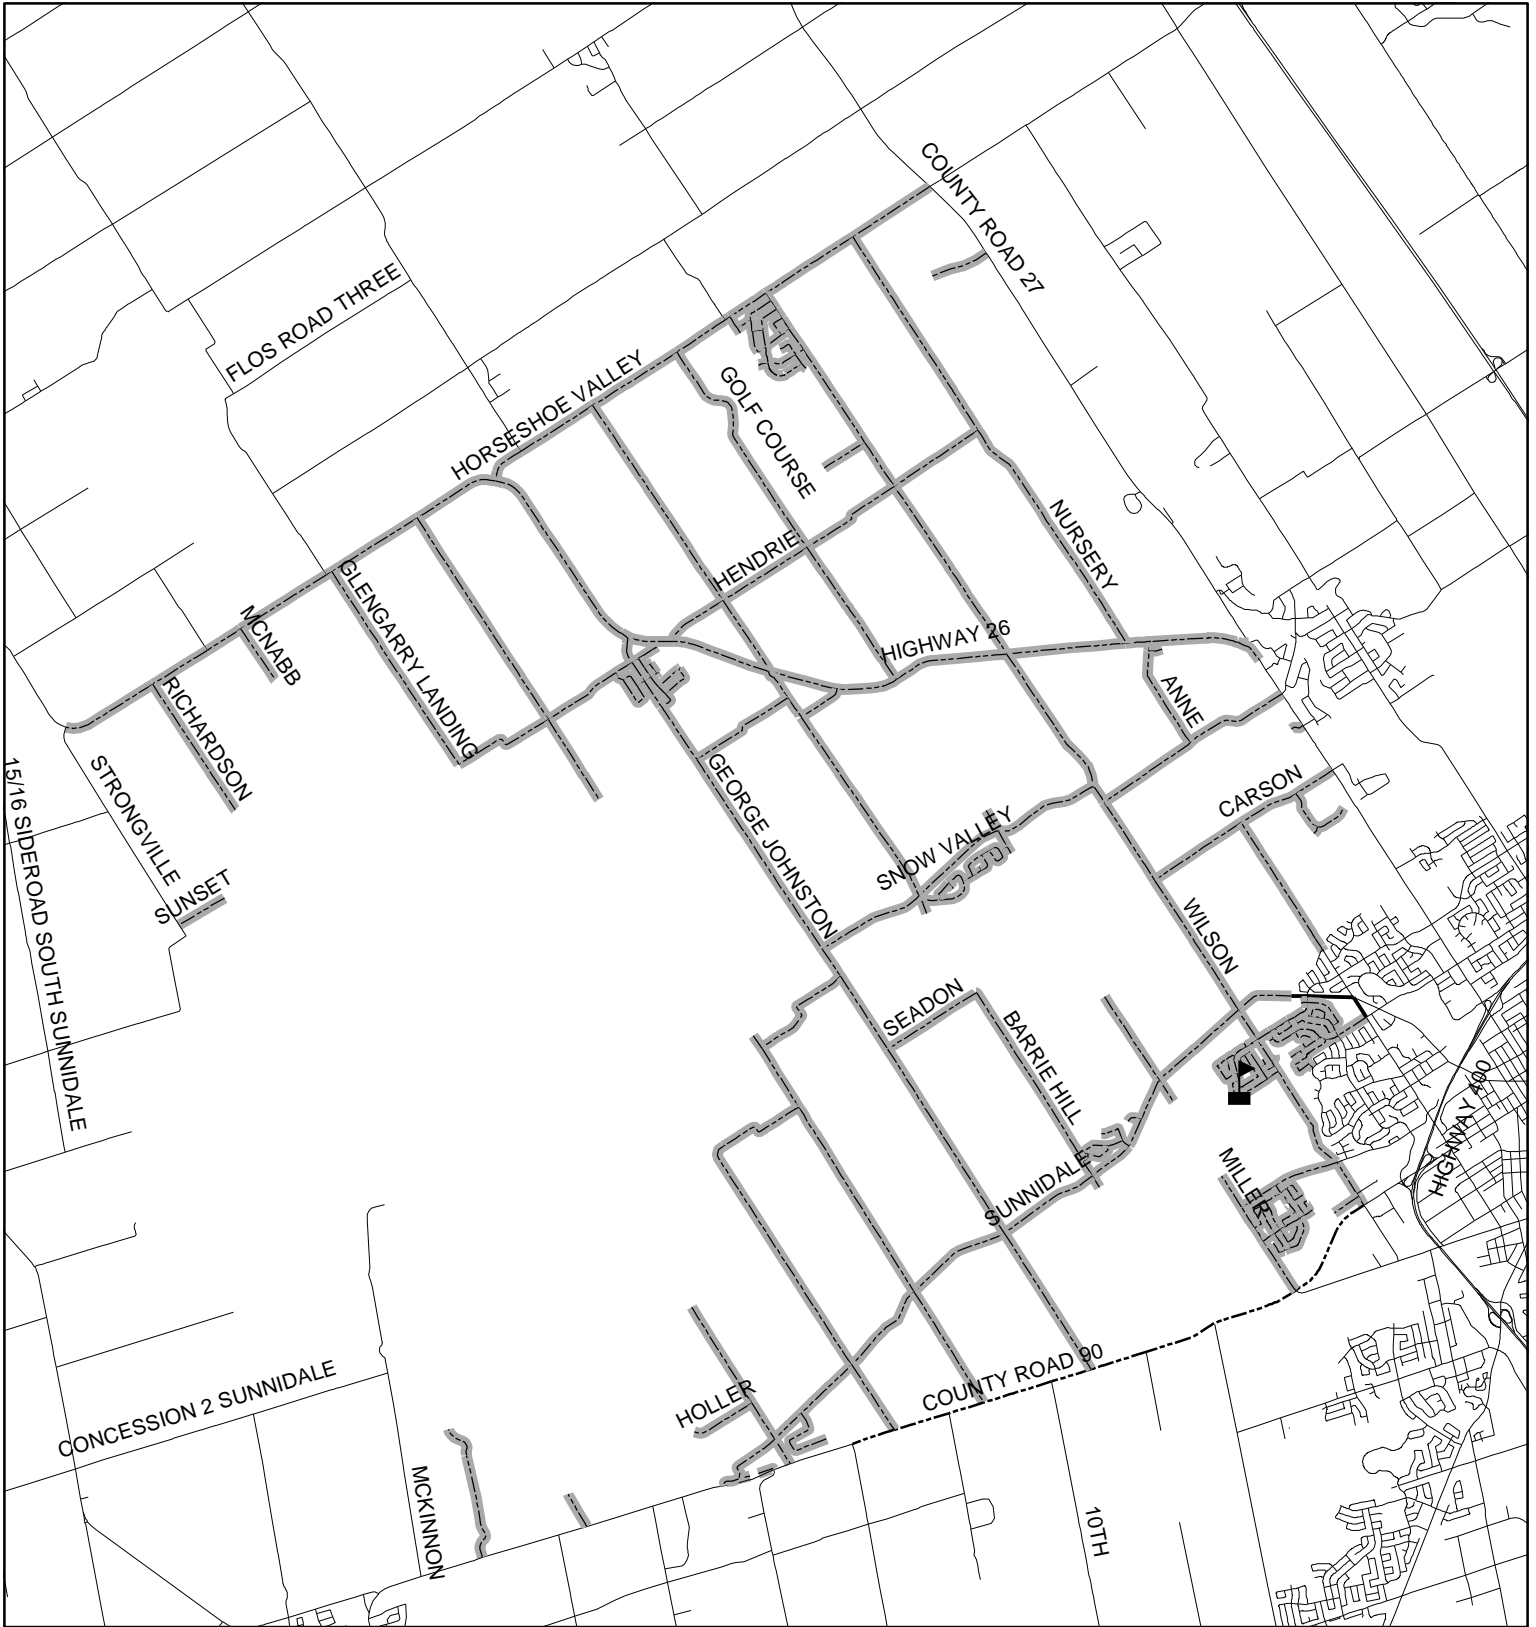 COUNTY ROAD 27
FLOS ROAD THREE
HORSESHOE VALLEY
GOLF COURSE
HENDRIE
NURSERY
GLENGARRY LANDING
MCNABB
HIGHWAY 26
RICHARDSON
ANNE
STRONGVILLE
15/16 SIDEROAD SOUTH SUNNIDALE
GEORGE JOHNSTON
CARSON
SNOW VALLEY
SUNSET
WILSON
SEADON
BARRIE HILL
HIGHWAY 400
MILLER
SUNNIDALE
COUNTY ROAD 90
HOLLER
CONCESSION 2 SUNNIDALE
MCKINNON
10TH